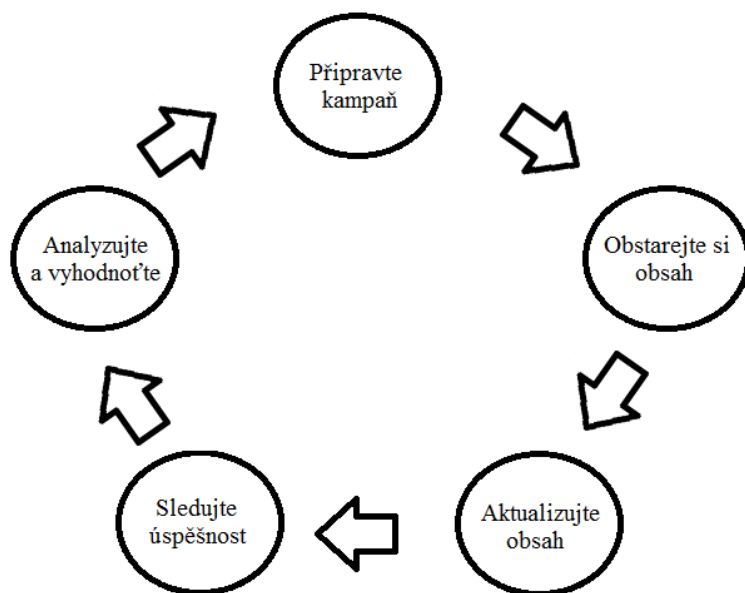 Připravte
kampaň
Obstarejte si
obsah
Aktualizujte
obsah
Sledujte
úspěšnost
Analyzujte
a vyhodnoťte